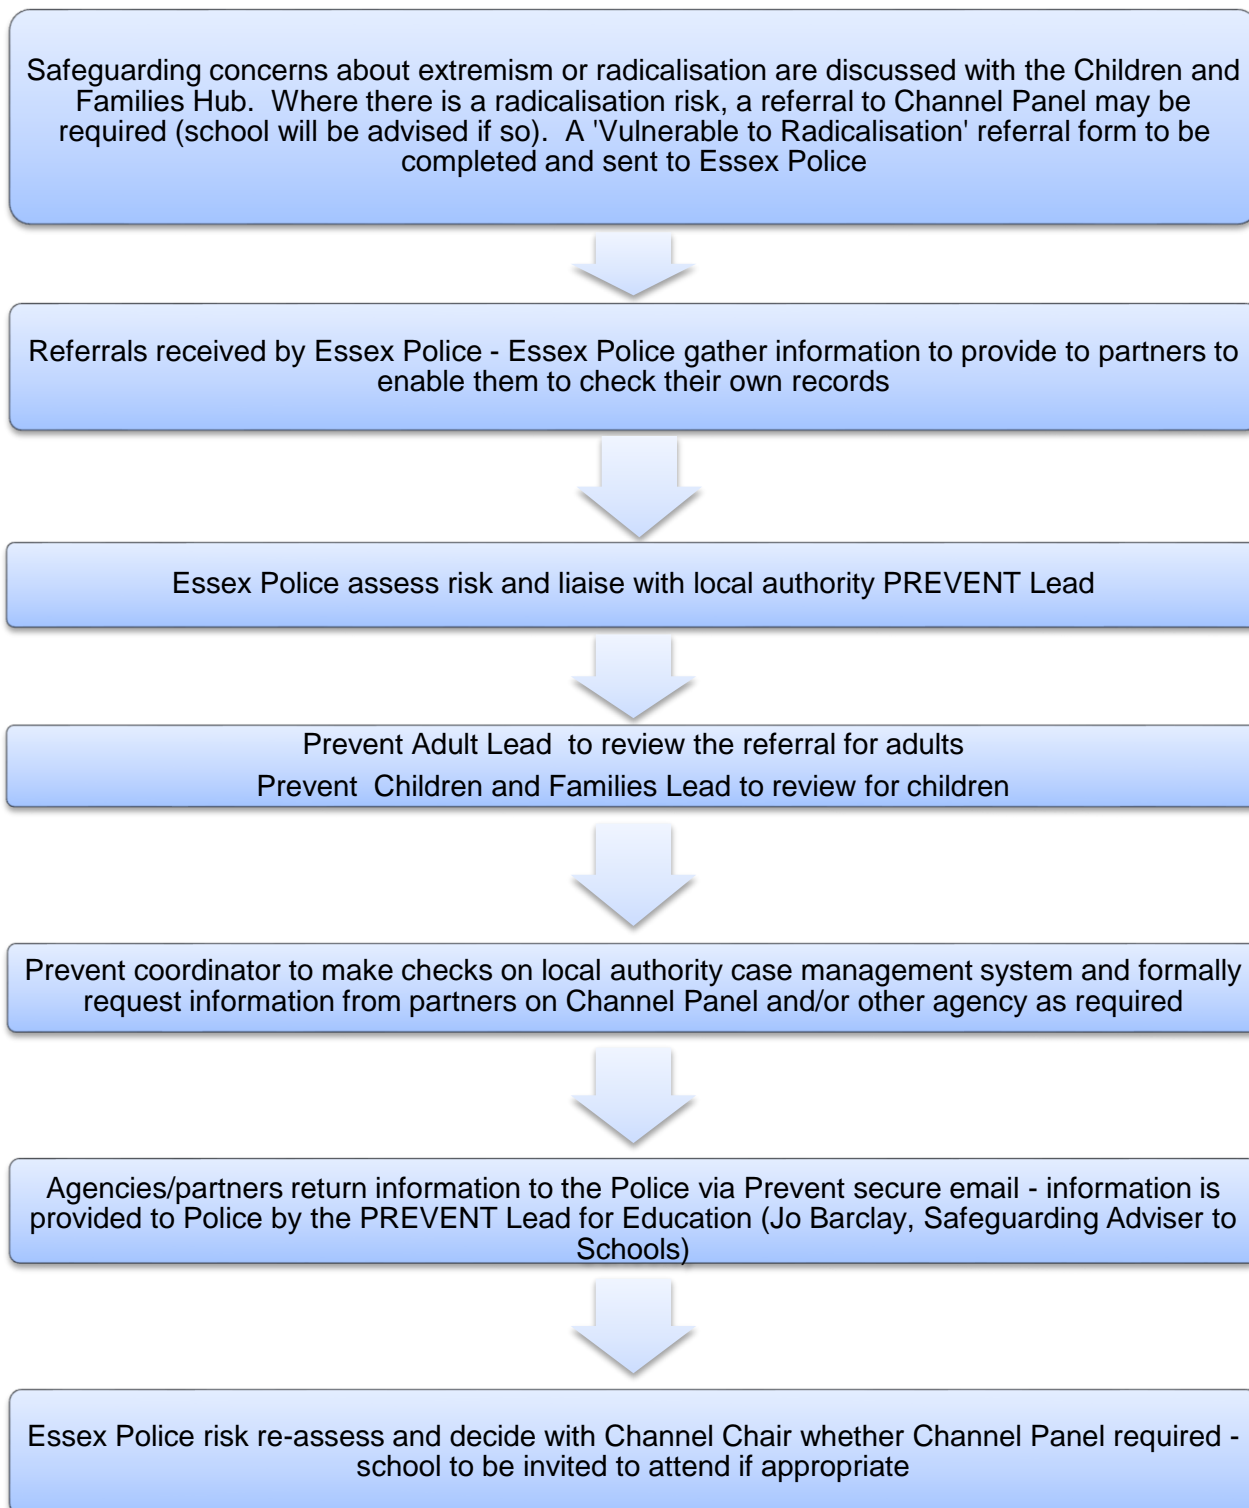 Safeguarding concerns about extremism or radicalisation are discussed with the Children and
Families Hub.  Where there is a radicalisation risk, a referral to Channel Panel may be
required (school will be advised if so).  A 'Vulnerable to Radicalisation' referral form to be
completed and sent to Essex Police
Referrals received by Essex Police - Essex Police gather information to provide to partners to
enable them to check their own records
Essex Police assess risk and liaise with local authority PREVENT Lead
Prevent Adult Lead  to review the referral for adults
Prevent  Children and Families Lead to review for children
Prevent coordinator to make checks on local authority case management system and formally
request information from partners on Channel Panel and/or other agency as required
Agencies/partners return information to the Police via Prevent secure email - information is
provided to Police by the PREVENT Lead for Education (Jo Barclay, Safeguarding Adviser to
Schools)
Essex Police risk re-assess and decide with Channel Chair whether Channel Panel required -
school to be invited to attend if appropriate